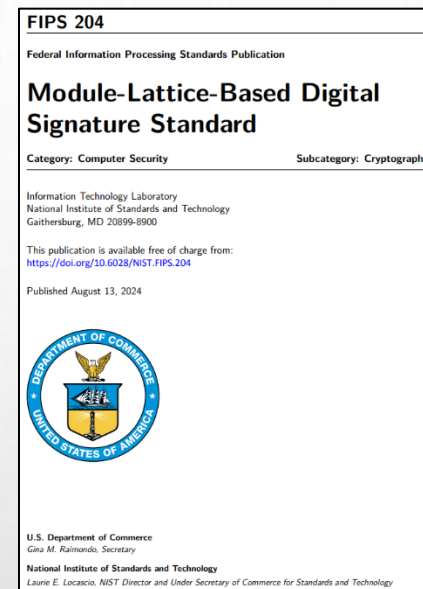 FIPS 204
Federal Information Processing Standards Publication
Module-Lattice-Based Digital
Signature Standard
Category: Computer Security Subcategory: Cryptograph
Information Technology Laboratory
National Institute of Standards and Technology
Gaithersburg, MD 20899-8900
This publication is available free of charge from:
https://doi.org/10.6028/NIST.FIPS.204
Published August 13, 2024
DEPARTMENT OF COMMERCE
UNITED STATES OF AMERICA
U.S. Department of Commerce
Gina M. Raimondo, Secretary
National Institute of Standards and Technology
Laurie E. Locascio, NIST Director and Under Secretary of Commerce for Standards and Technology